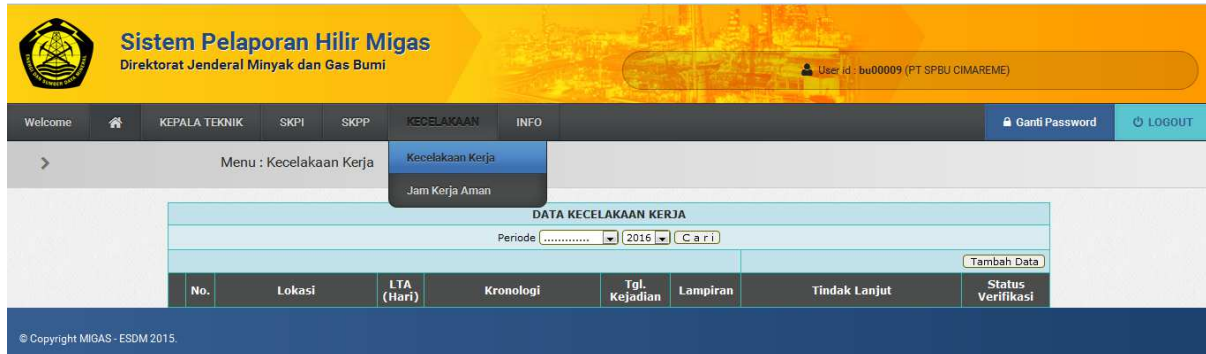 Sistem Pelaporan Hilir Migas
Direktorat Jenderal Minyak dan Gas Bumi
User id : bu00009 (PT SPBU CIMAREME)
Welcome KEPALA TEKNIK SKPI SKPP KECELAKAAN INFO Ganti Password LOGOUT
Menu : Kecelakaan Kerja
Kecelakaan Kerja
Jam Kerja Aman
DATA KECELAKAAN KERJA
Periode ............. 2016 C a r i
Tambah Data
No. Lokasi LTA (Hari) Kronologi Tgl. Kejadian Lampiran Tindak Lanjut Status Verifikasi
© Copyright MIGAS - ESDM 2015.